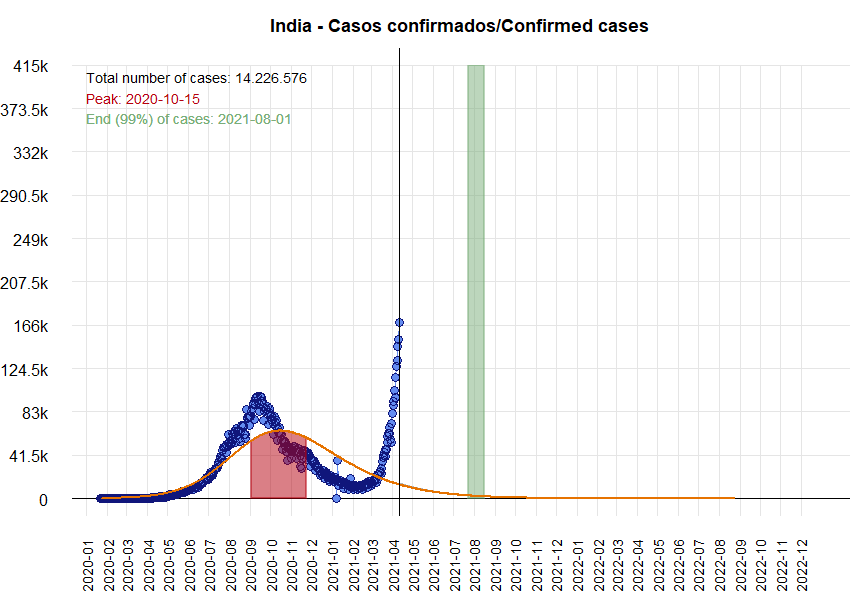 India - Casos confirmados/Confirmed cases
415k
373.5k
332k
290.5k
249k
207.5k
166k
124.5k
83k
41.5k
0
Total number of cases: 14.226.576
Peak: 2020-10-15
End (99%) of cases: 2021-08-01
2020-01
2020-02
2020-03
2020-04
2020-05
2020-06
2020-07
2020-08
2020-09
2020-10
2020-11
2020-12
2021-01
2021-02
2021-03
2021-04
2021-05
2021-06
2021-07
2021-08
2021-09
2021-10
2021-11
2021-12
2022-01
2022-02
2022-03
2022-04
2022-05
2022-06
2022-07
2022-08
2022-09
2022-10
2022-11
2022-12